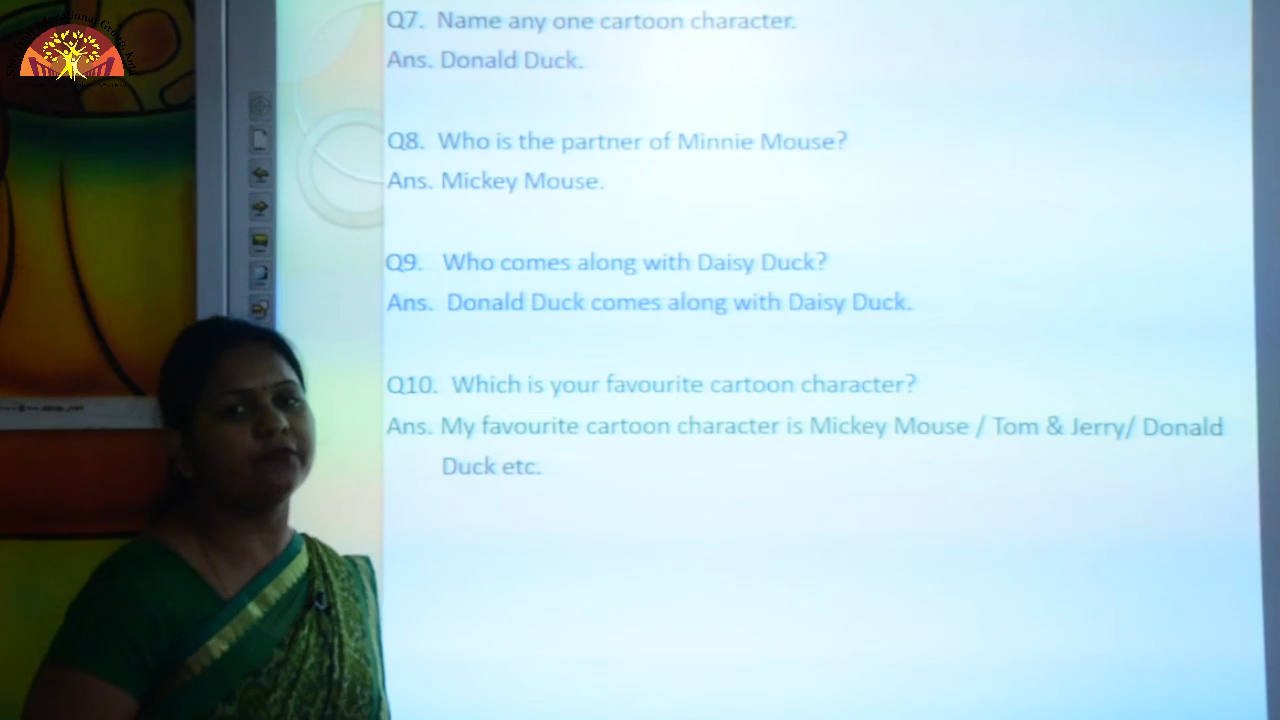 Q7. Name any one cartoon character.
Ans. Donald Duck.
Q8. Who is the partner of Minnie Mouse?
Ans. Mickey Mouse.
Q9. Who comes along with Daisy Duck?
Ans. Donald Duck comes along with Daisy Duck.
Q10. Which is your favourite cartoon character?
Ans. My favourite cartoon character is Mickey Mouse / Tom & Jerry/ Donald
Duck etc.